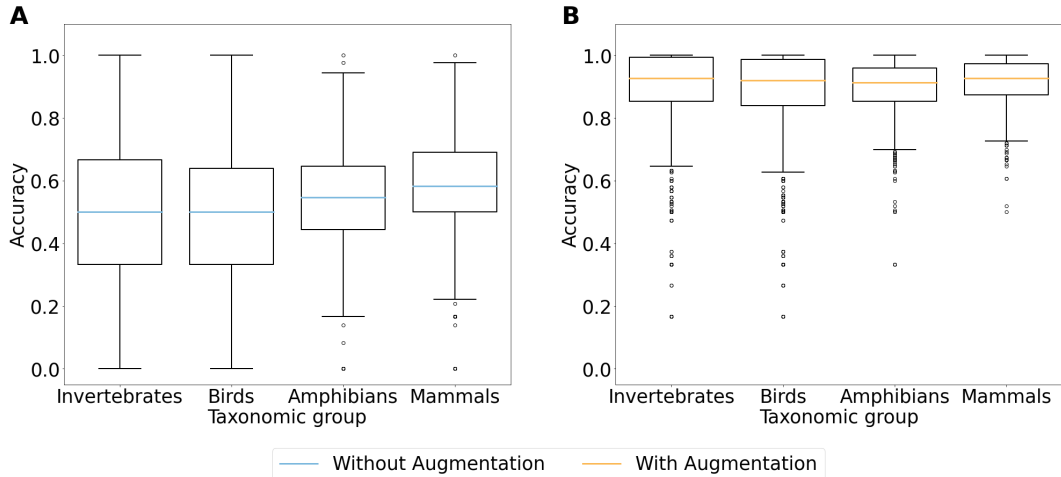 A
B
1.0
0.8
0.6
0.4
0.2
0.0
Accuracy
Invertebrates Birds Amphibians Mammals
Taxonomic group
1.0
0.8
0.6
0.4
0.2
0.0
Accuracy
Invertebrates Birds Amphibians Mammals
Taxonomic group
Without Augmentation With Augmentation